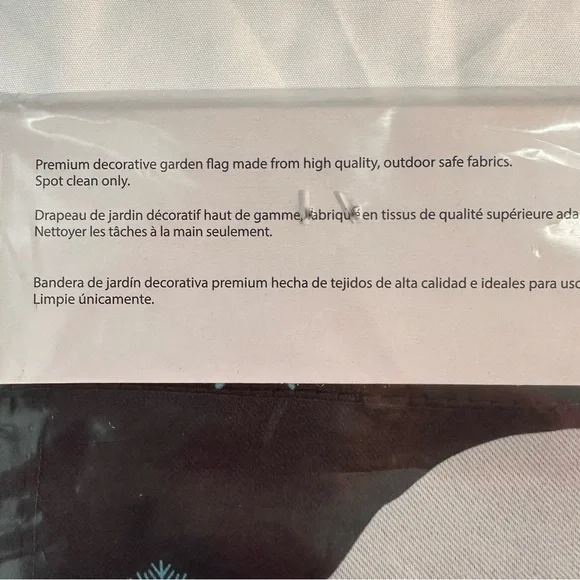 Premium decorative garden flag made from high quality, outdoor safe fabrics.
Spot clean only.
Drapeau de jardin décoratif haut de gamme, fabriqué en tissus de qualité supérieure ada
Nettoyer les tâches à la main seulement.
Bandera de jardín decorativa premium hecha de tejidos de alta calidad e ideales para uso
Limpie únicamente.